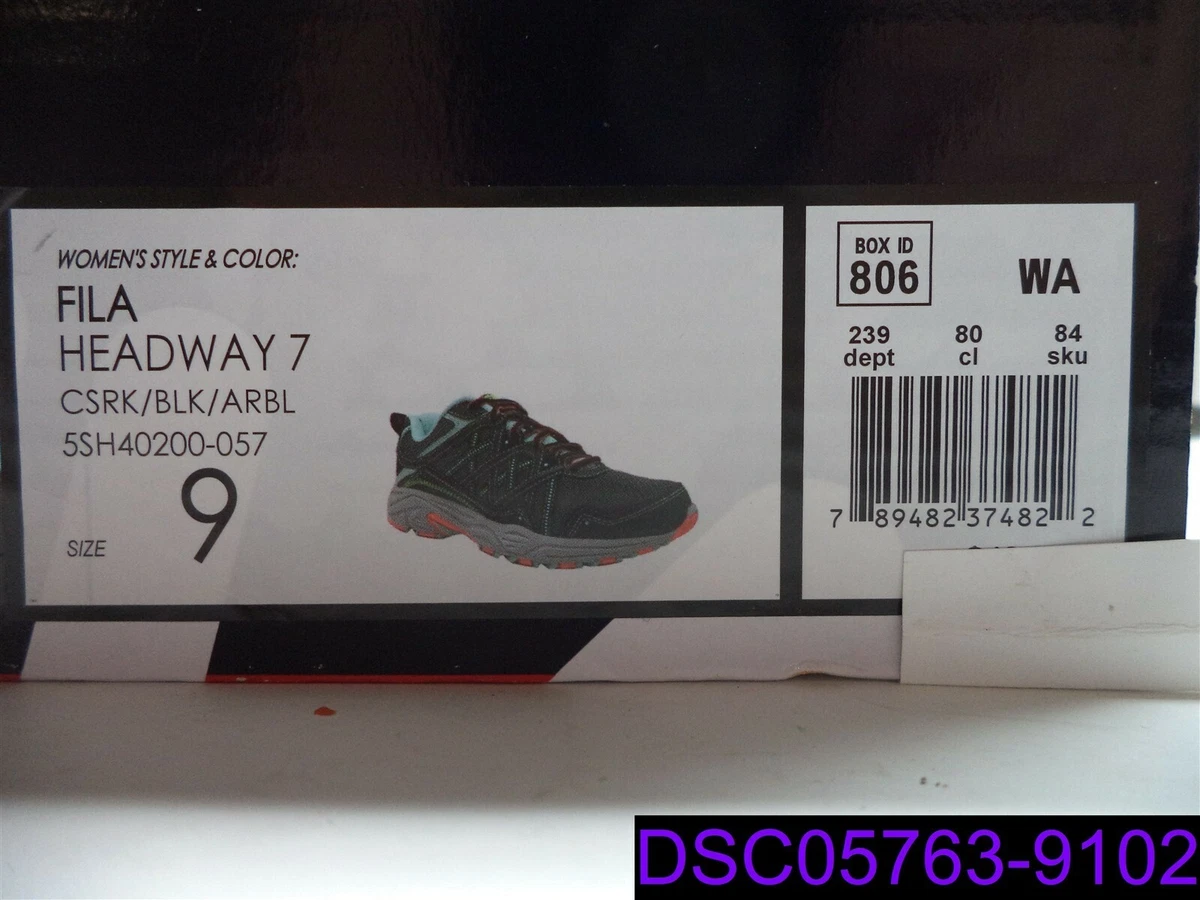 WOMEN'S STYLE & COLOR:
FILA
HEADWAY 7
CSRK/BLK/ARBL
5SH40200-057
SIZE 9
BOX ID
806
WA
239 80 84
dept cl sku
7 89482 37482 2
DSC05763-9102